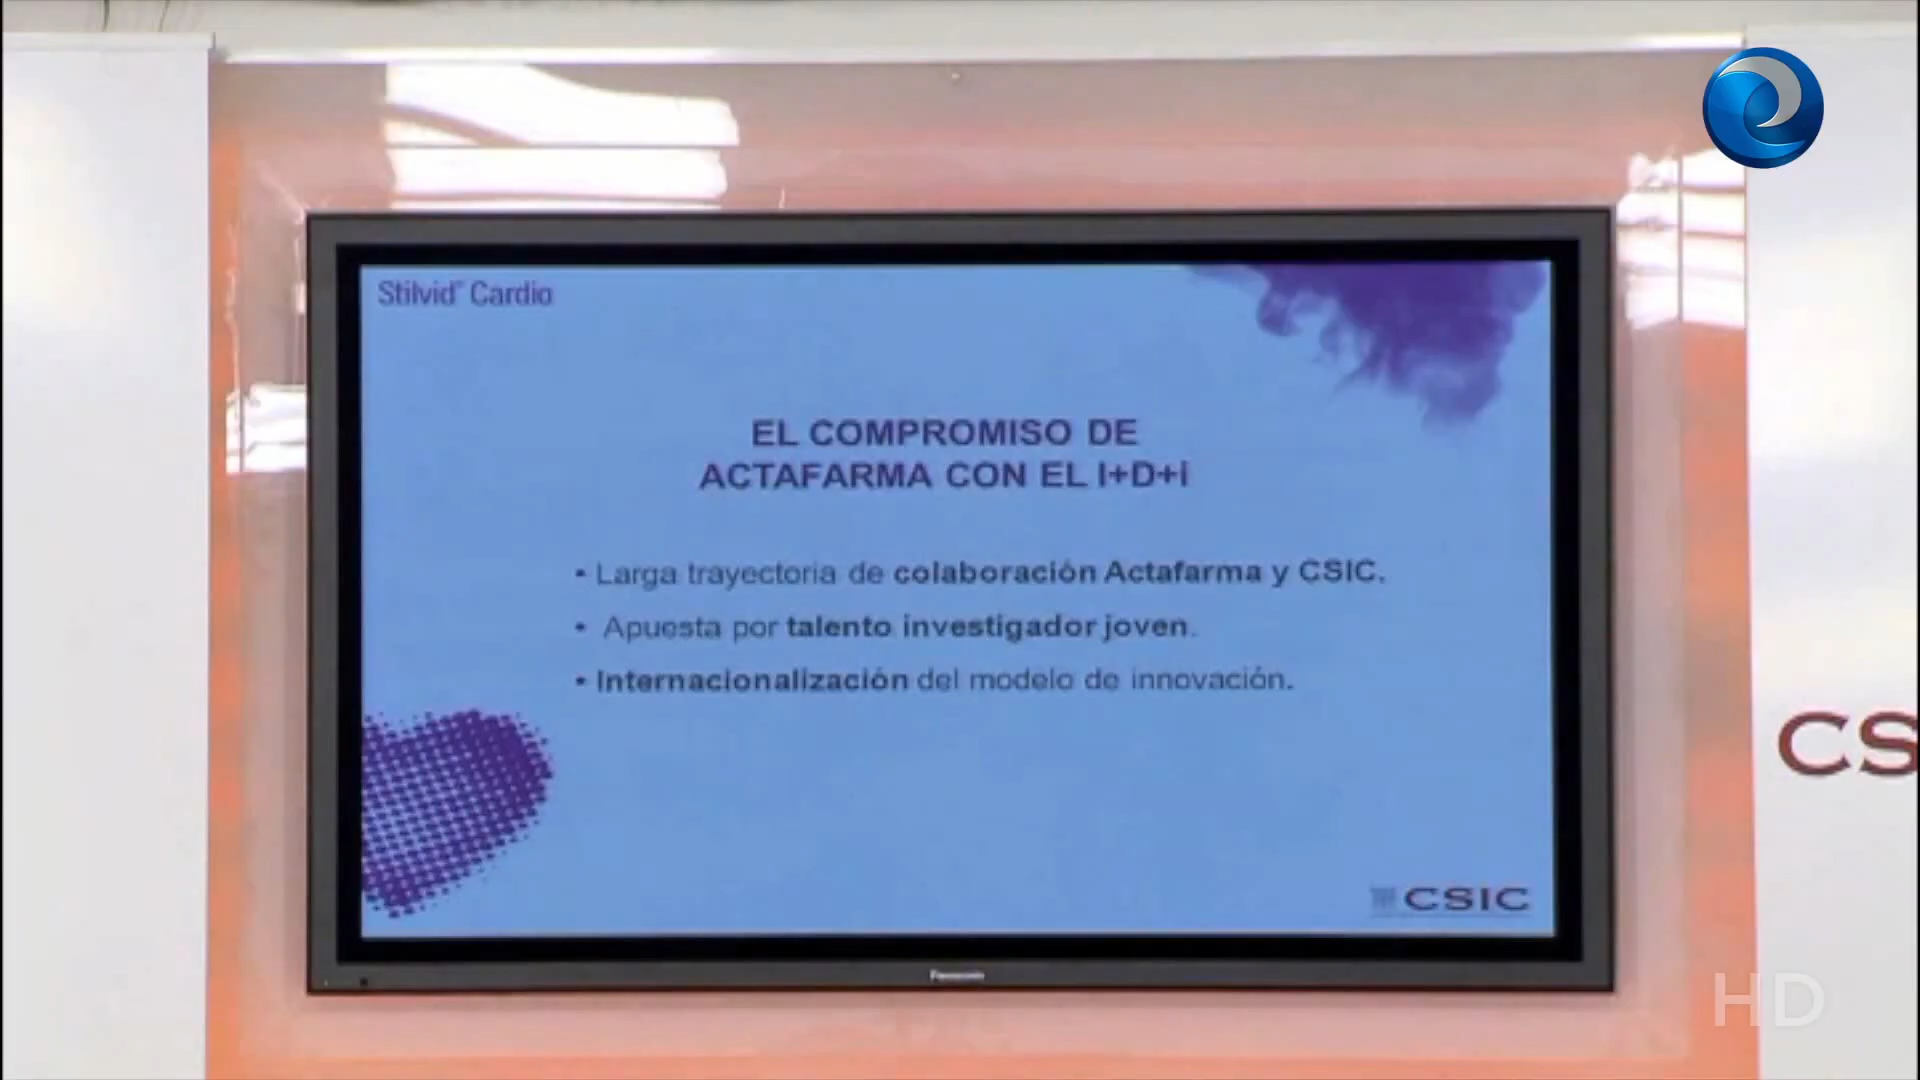 Stilvid® Cardio
EL COMPROMISO DE
ACTAFARMA CON EL I+D+i
• Larga trayectoria de colaboración Actafarma y CSIC.
• Apuesta por talento investigador joven.
• Internacionalización del modelo de innovación.
CS
CSIC
Panasonic
HD